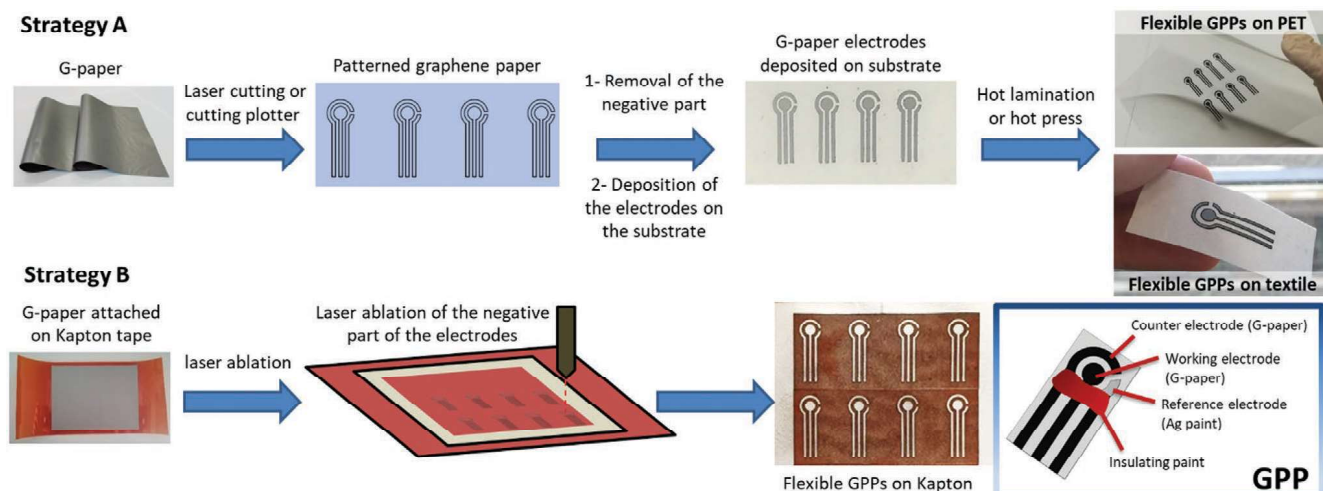 Strategy A
G-paper
Laser cutting or
cutting plotter
Patterned graphene paper
1- Removal of the
negative part
2- Deposition of
the electrodes on
the substrate
G-paper electrodes
deposited on substrate
Hot lamination
or hot press
Flexible GPPs on PET
Flexible GPPs on textile
Strategy B
G-paper attached
on Kapton tape
laser ablation
Laser ablation of the negative
part of the electrodes
Flexible GPPs on Kapton
Counter electrode (G-paper)
Working electrode
(G-paper)
Reference electrode
(Ag paint)
Insulating paint
GPP